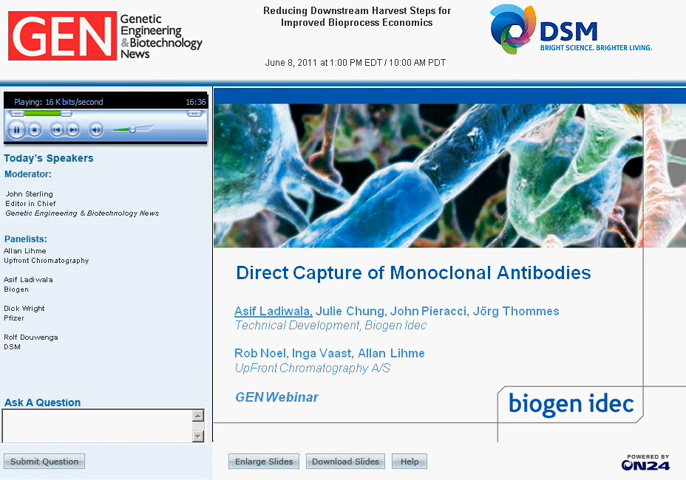 GEN Genetic
Engineering
& Biotechnology
News
Reducing Downstream Harvest Steps for
Improved Bioprocess Economics
June 8, 2011 at 1:00 PM EDT / 10:00 AM PDT
DSM
BRIGHT SCIENCE. BRIGHTER LIVING.
Playing: 16 K bits/second 16:36
Today's Speakers
Moderator:
John Sterling
Editor in Chief
Genetic Engineering & Biotechnology News
Panelists:
Allan Lihme
Upfront Chromatography
Asif Ladiwala
Biogen
Dick Wright
Pfizer
Rolf Douwenga
DSM
Ask A Question
Submit Question
Direct Capture of Monoclonal Antibodies
Asif Ladiwala, Julie Chung, John Pieracci, Jörg Thommes
Technical Development, Biogen Idec
Rob Noel, Inga Vaast, Allan Lihme
UpFront Chromatography A/S
GEN Webinar
biogen idec
Enlarge Slides Download Slides Help
POWERED BY
ON24